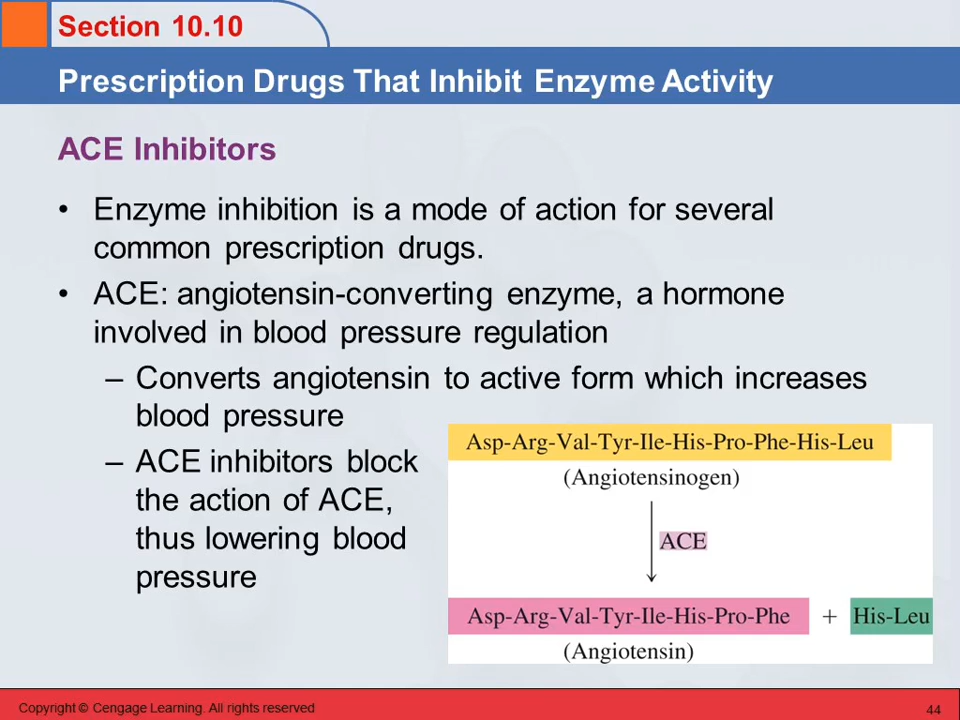 Section 10.10
Prescription Drugs That Inhibit Enzyme Activity
ACE Inhibitors
• Enzyme inhibition is a mode of action for several
common prescription drugs.
• ACE: angiotensin-converting enzyme, a hormone
involved in blood pressure regulation
– Converts angiotensin to active form which increases
blood pressure
– ACE inhibitors block
the action of ACE,
thus lowering blood
pressure
Asp-Arg-Val-Tyr-Ile-His-Pro-Phe-His-Leu
(Angiotensinogen)
ACE
Asp-Arg-Val-Tyr-Ile-His-Pro-Phe + His-Leu
(Angiotensin)
Copyright © Cengage Learning. All rights reserved
44